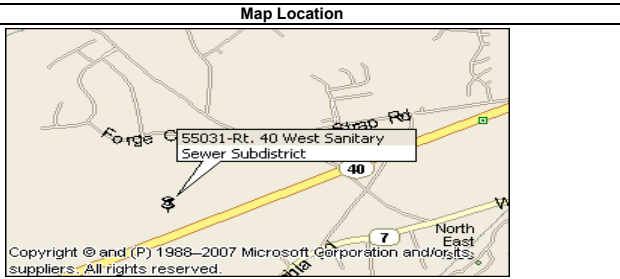 Map Location
Forge
Strap Rd
55031-Rt. 40 West Sanitary
Sewer Subdistrict
40
7
North
East
Copyright © and (P) 1988–2007 Microsoft Corporation and/or its
suppliers. All rights reserved.